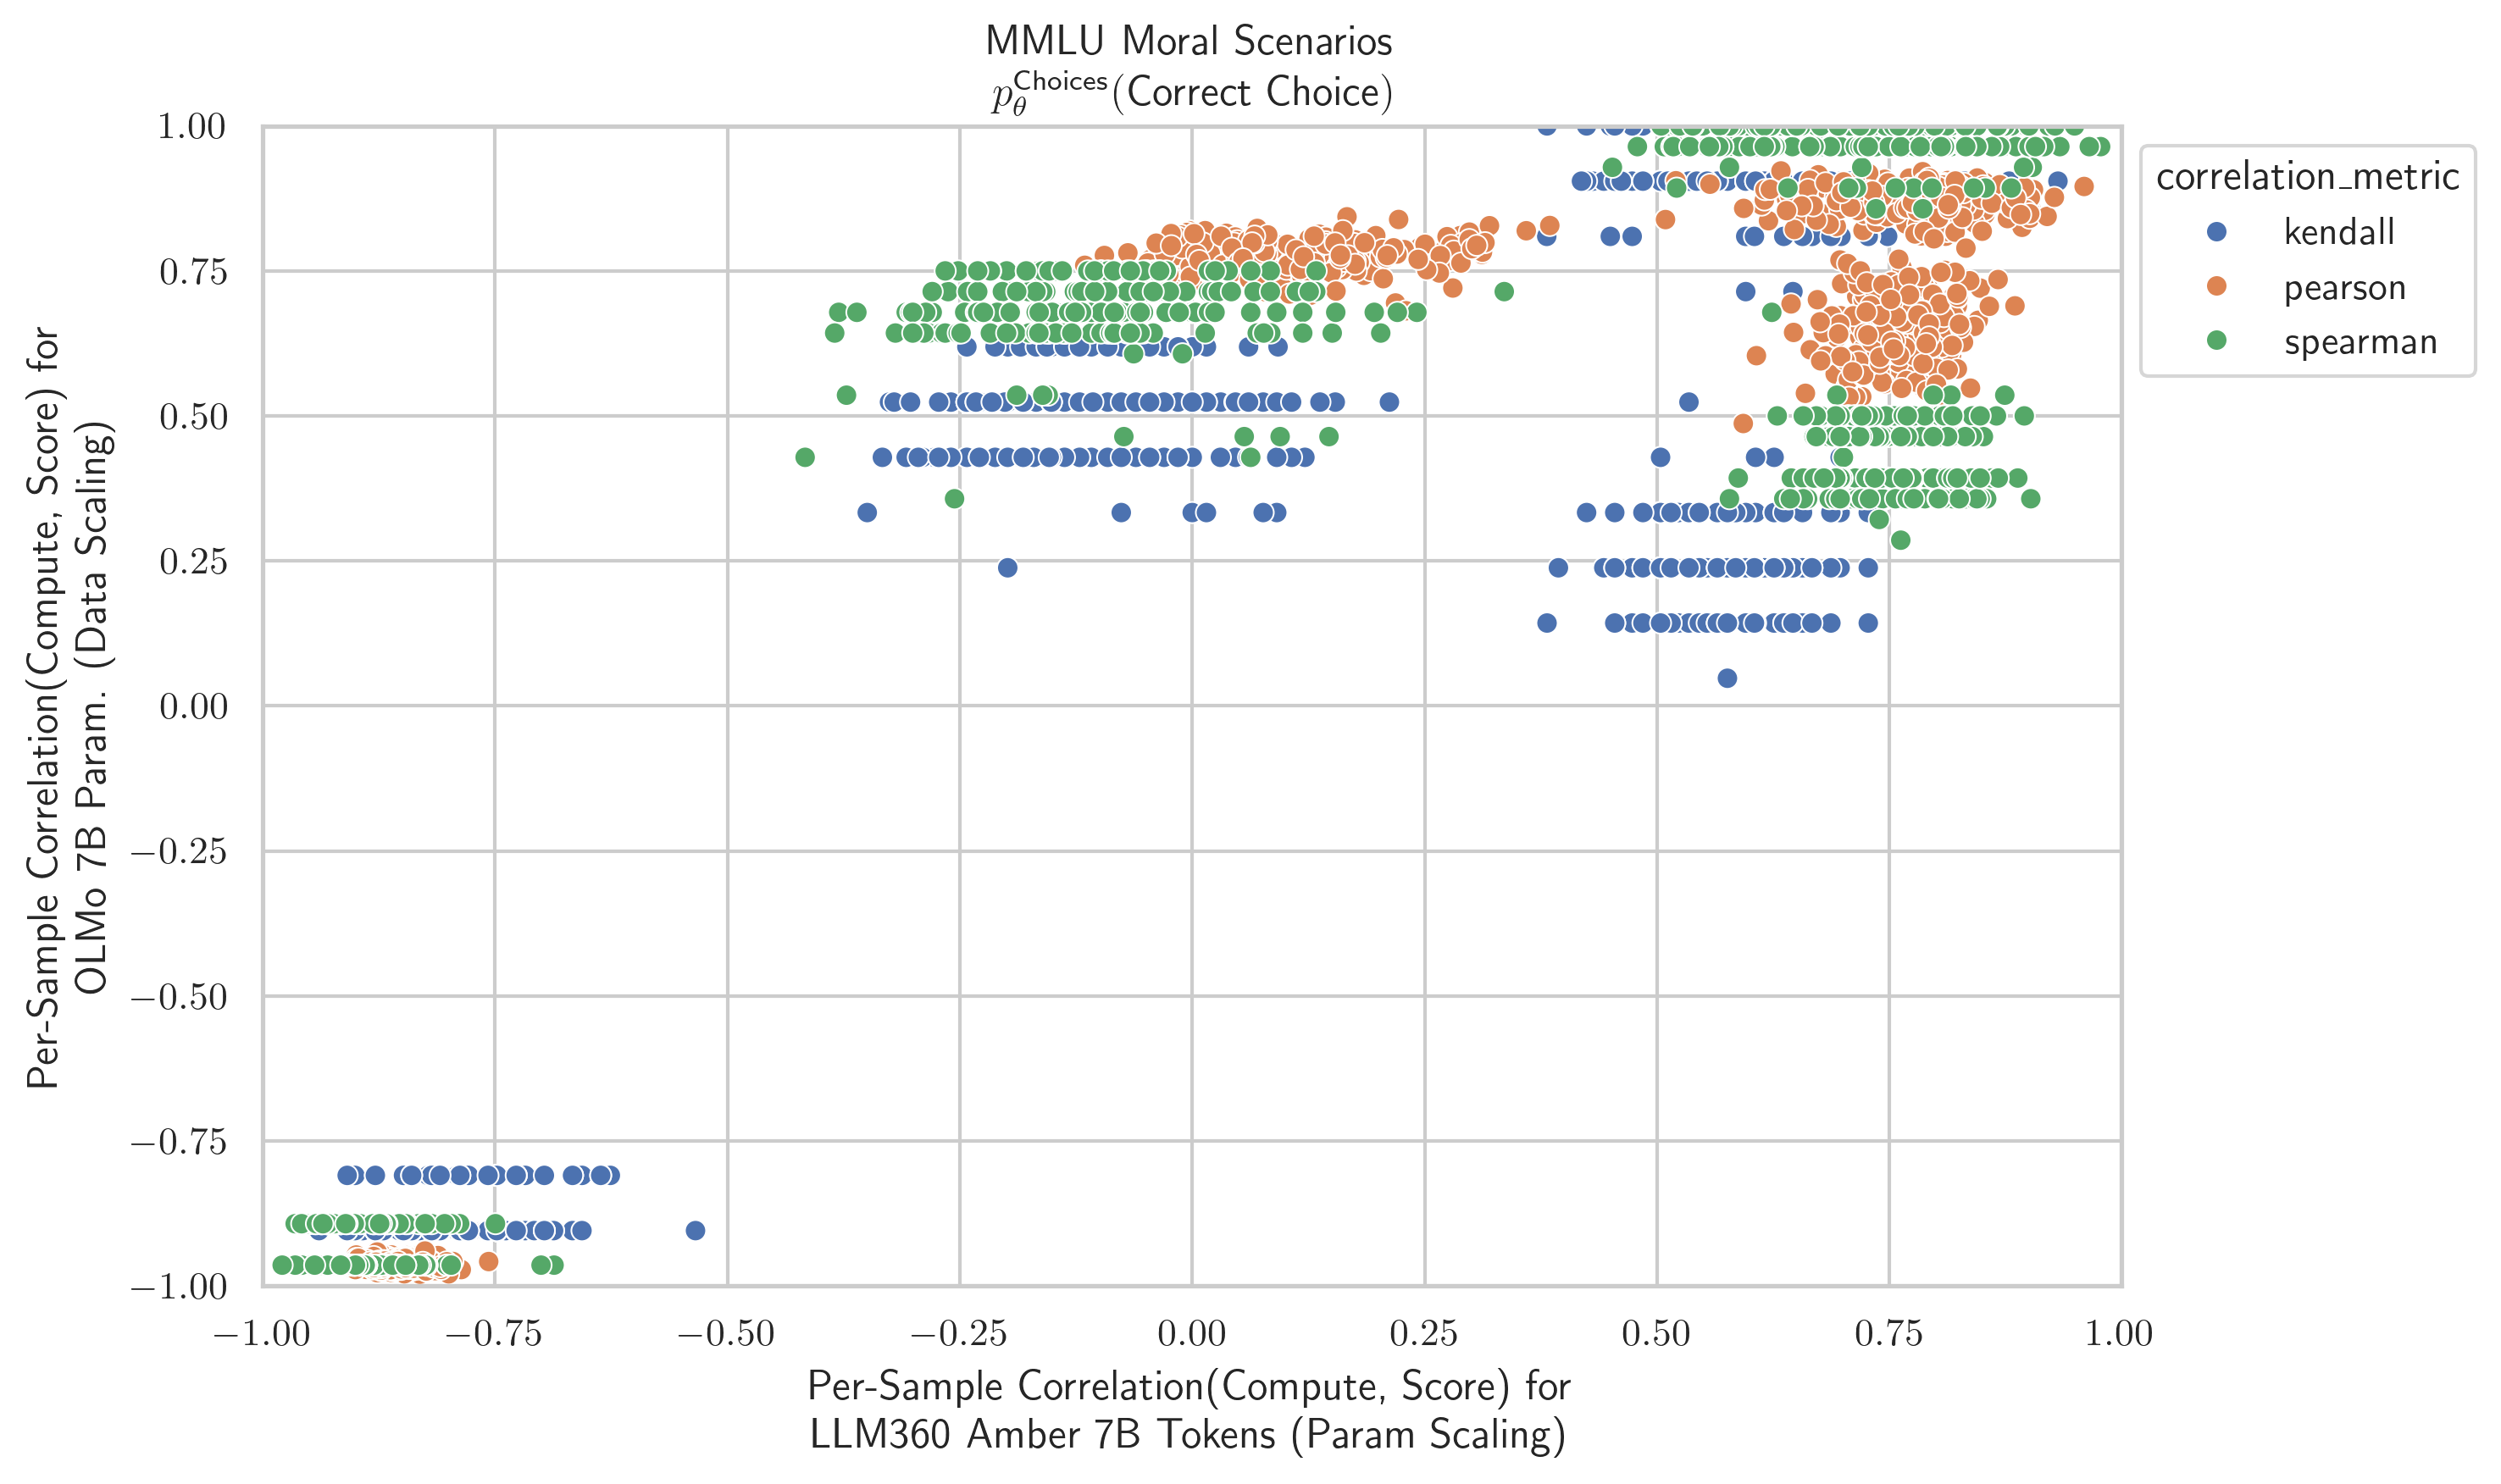 MMLU Moral Scenarios
p_θ^Choices(Correct Choice)
1.00
0.75
0.50
0.25
0.00
−0.25
−0.50
−0.75
−1.00
Per-Sample Correlation(Compute, Score) for
OLMo 7B Param. (Data Scaling)
correlation_metric
kendall
pearson
spearman
−1.00 −0.75 −0.50 −0.25 0.00 0.25 0.50 0.75 1.00
Per-Sample Correlation(Compute, Score) for
LLM360 Amber 7B Tokens (Param Scaling)